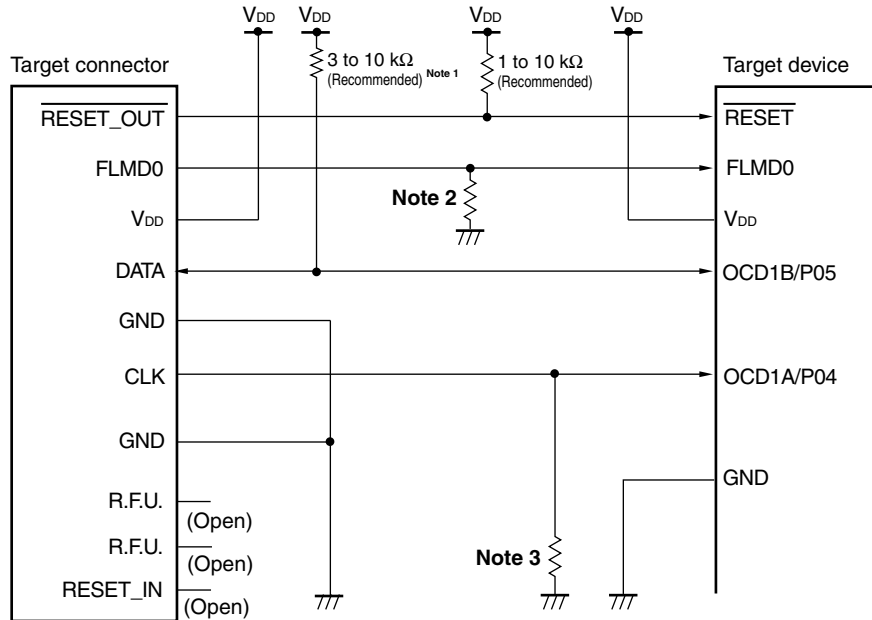 VDD VDD VDD VDD
3 to 10 kΩ
(Recommended) Note 1
1 to 10 kΩ
(Recommended)
Target connector
Target device
RESET_OUT
RESET
FLMD0
FLMD0
Note 2
VDD
VDD
DATA
OCD1B/P05
GND
CLK
OCD1A/P04
GND
GND
R.F.U.
(Open)
Note 3
R.F.U.
(Open)
RESET_IN
(Open)